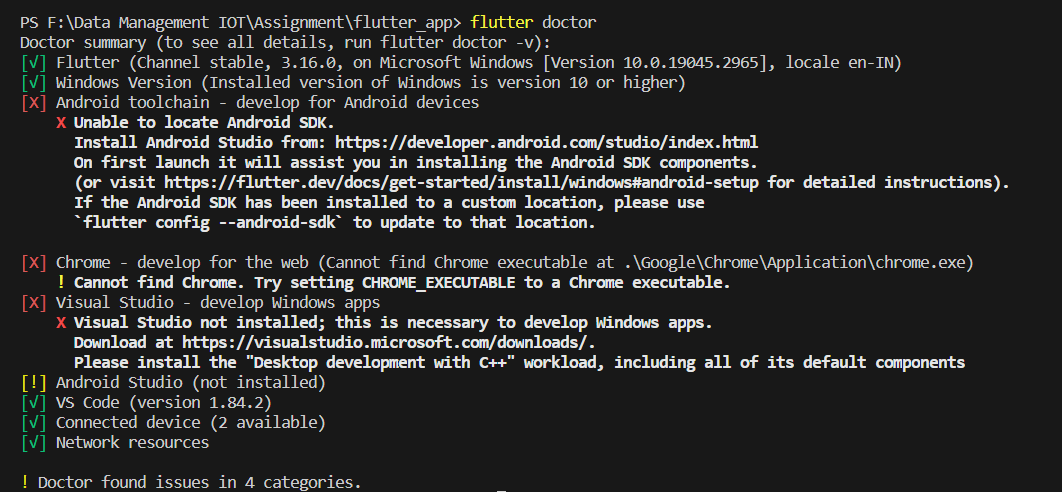 PS F:\Data Management IOT\Assignment\flutter_app> flutter doctor
Doctor summary (to see all details, run flutter doctor -v):
[√] Flutter (Channel stable, 3.16.0, on Microsoft Windows [Version 10.0.19045.2965], locale en-IN)
[√] Windows Version (Installed version of Windows is version 10 or higher)
[X] Android toolchain - develop for Android devices
    X Unable to locate Android SDK.
      Install Android Studio from: https://developer.android.com/studio/index.html
      On first launch it will assist you in installing the Android SDK components.
      (or visit https://flutter.dev/docs/get-started/install/windows#android-setup for detailed instructions).
      If the Android SDK has been installed to a custom location, please use
      `flutter config --android-sdk` to update to that location.

[X] Chrome - develop for the web (Cannot find Chrome executable at .\Google\Chrome\Application\chrome.exe)
    ! Cannot find Chrome. Try setting CHROME_EXECUTABLE to a Chrome executable.
[X] Visual Studio - develop Windows apps
    X Visual Studio not installed; this is necessary to develop Windows apps.
      Download at https://visualstudio.microsoft.com/downloads/.
      Please install the "Desktop development with C++" workload, including all of its default components
[!] Android Studio (not installed)
[√] VS Code (version 1.84.2)
[√] Connected device (2 available)
[√] Network resources

! Doctor found issues in 4 categories.